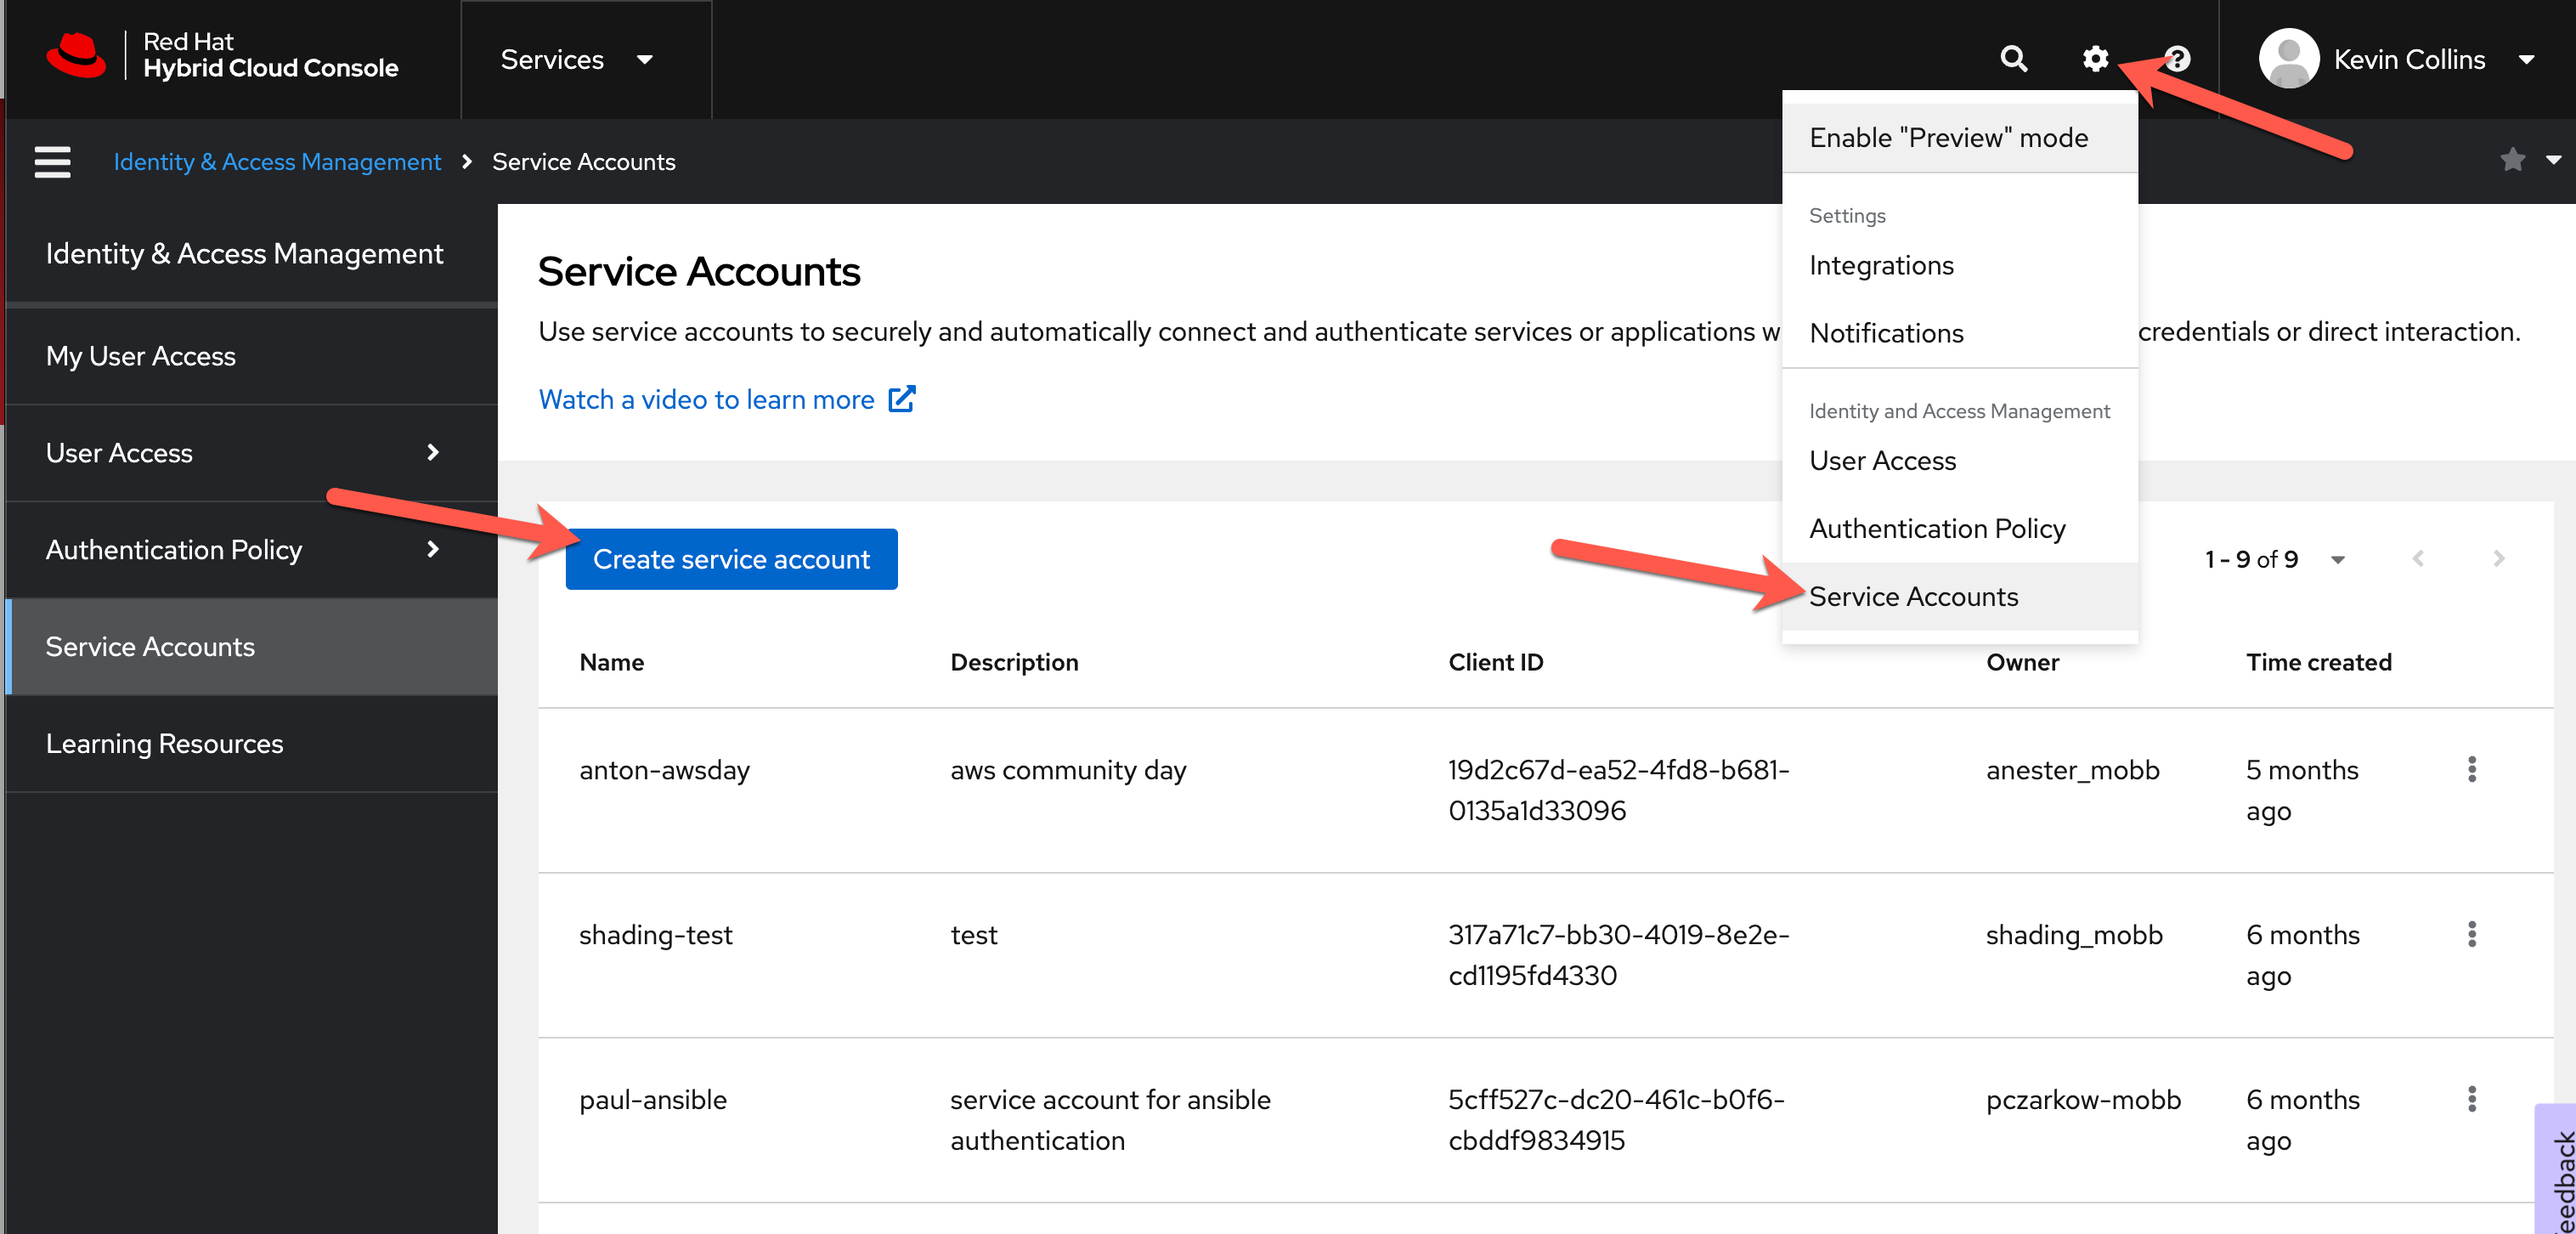 Red Hat
Hybrid Cloud Console
Services
Kevin Collins
Identity & Access Management
Service Accounts
Identity & Access Management
My User Access
User Access
Authentication Policy
Service Accounts
Learning Resources
Enable "Preview" mode
Settings
Integrations
Notifications
Identity and Access Management
User Access
Authentication Policy
Service Accounts
Service Accounts
Use service accounts to securely and automatically connect and authenticate services or applications w
credentials or direct interaction.
Watch a video to learn more
Create service account
1 - 9 of 9
Name Description Client ID Owner Time created
anton-awsday aws community day 19d2c67d-ea52-4fd8-b681- anester_mobb 5 months
0135a1d33096 ago
shading-test test 317a71c7-bb30-4019-8e2e- shading_mobb 6 months
cd1195fd4330 ago
paul-ansible service account for ansible 5cff527c-dc20-461c-b0f6- pczarkow-mobb 6 months
authentication cbddf9834915 ago
eedback